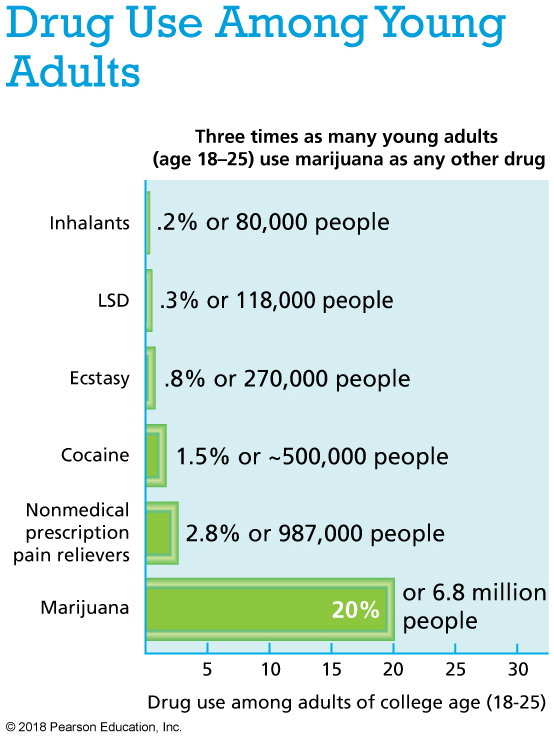 Drug Use Among Young
Adults
Three times as many young adults
(age 18–25) use marijuana as any other drug
Inhalants
.2% or 80,000 people
LSD
.3% or 118,000 people
Ecstasy
.8% or 270,000 people
Cocaine
1.5% or ~500,000 people
Nonmedical
prescription
pain relievers
2.8% or 987,000 people
Marijuana
20%
or 6.8 million
people
5 10 15 20 25 30
Drug use among adults of college age (18-25)
© 2018 Pearson Education, Inc.